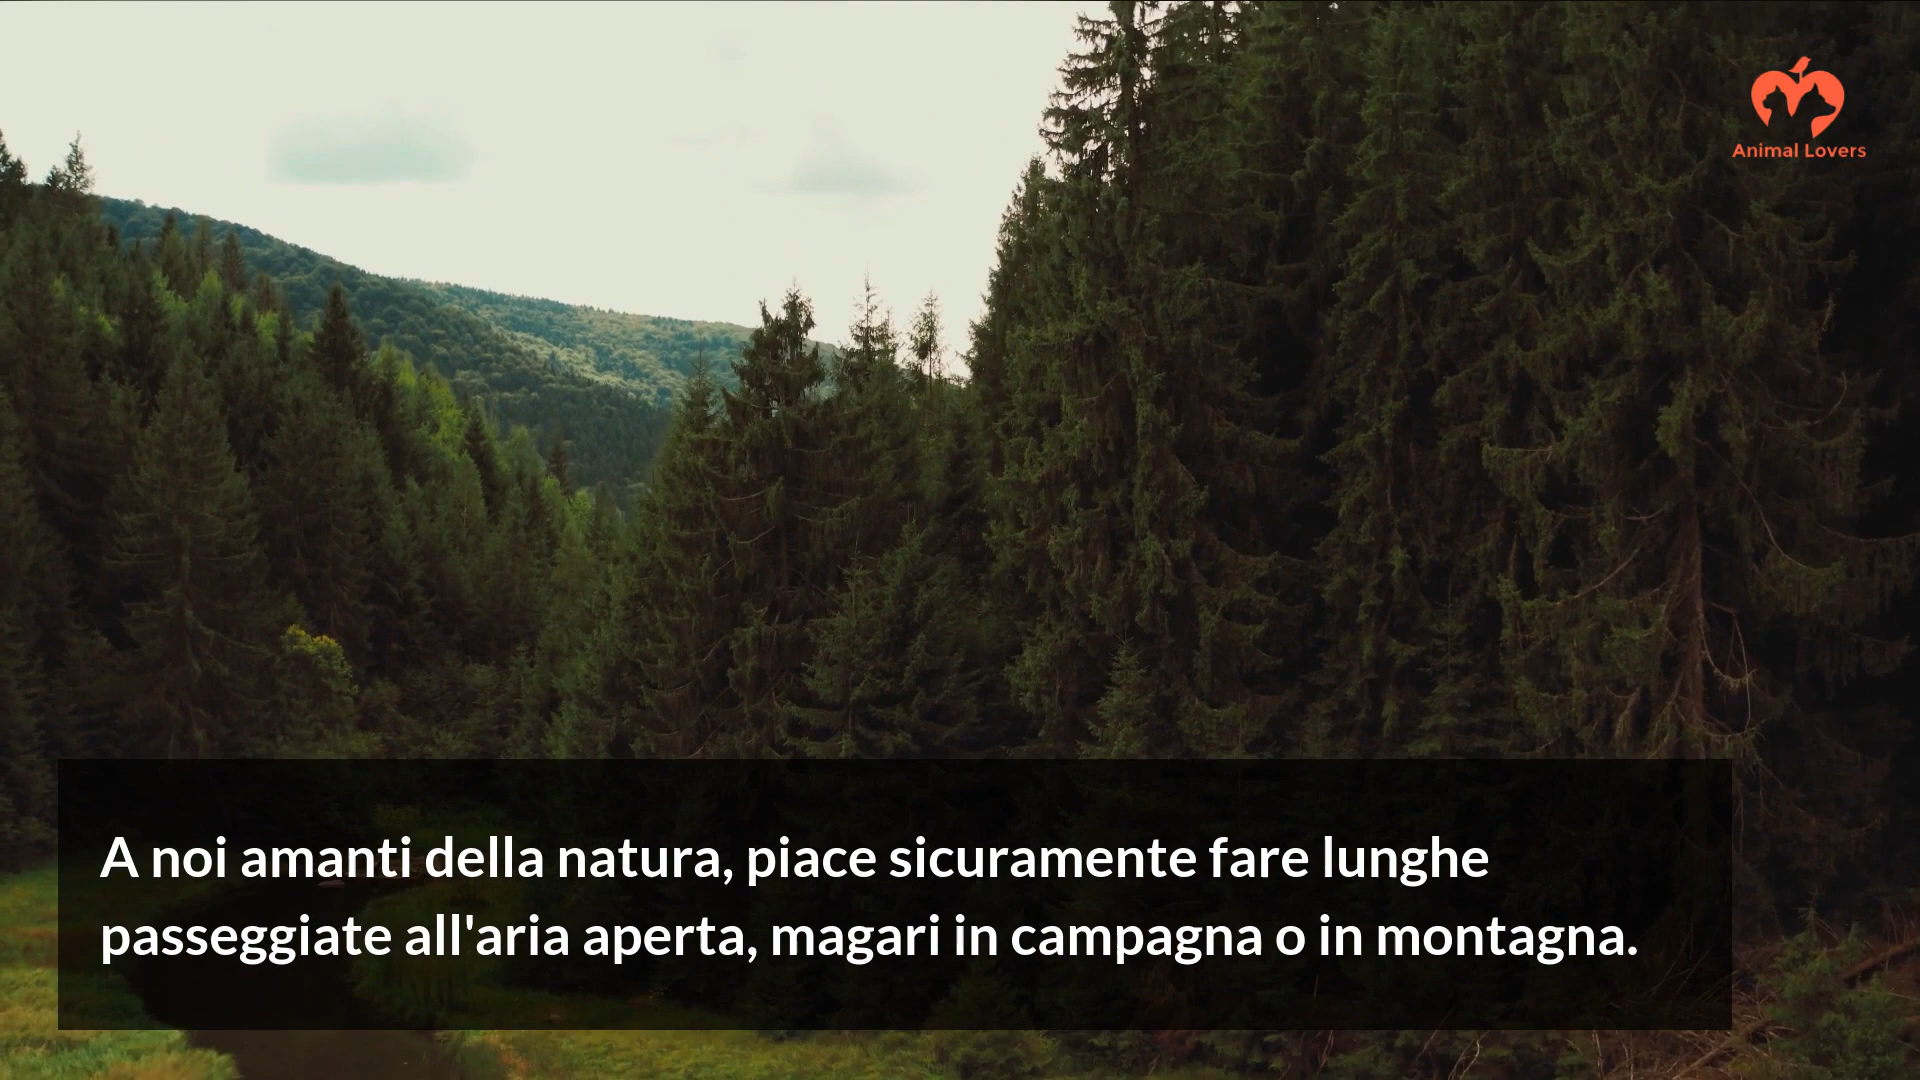 Animal Lovers
A noi amanti della natura, piace sicuramente fare lunghe
passeggiate all'aria aperta, magari in campagna o in montagna.